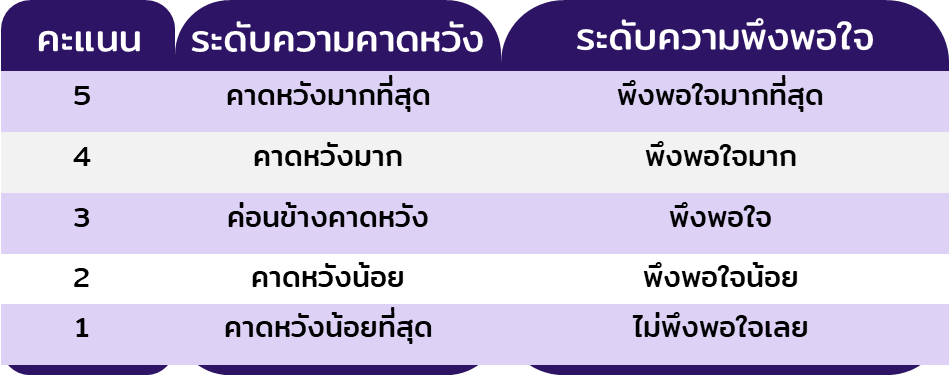 คะแนน ระดับความคาดหวัง ระดับความพึงพอใจ
5 คาดหวังมากที่สุด พึงพอใจมากที่สุด
4 คาดหวังมาก พึงพอใจมาก
3 ค่อนข้างคาดหวัง พึงพอใจ
2 คาดหวังน้อย พึงพอใจน้อย
1 คาดหวังน้อยที่สุด ไม่พึงพอใจเลย